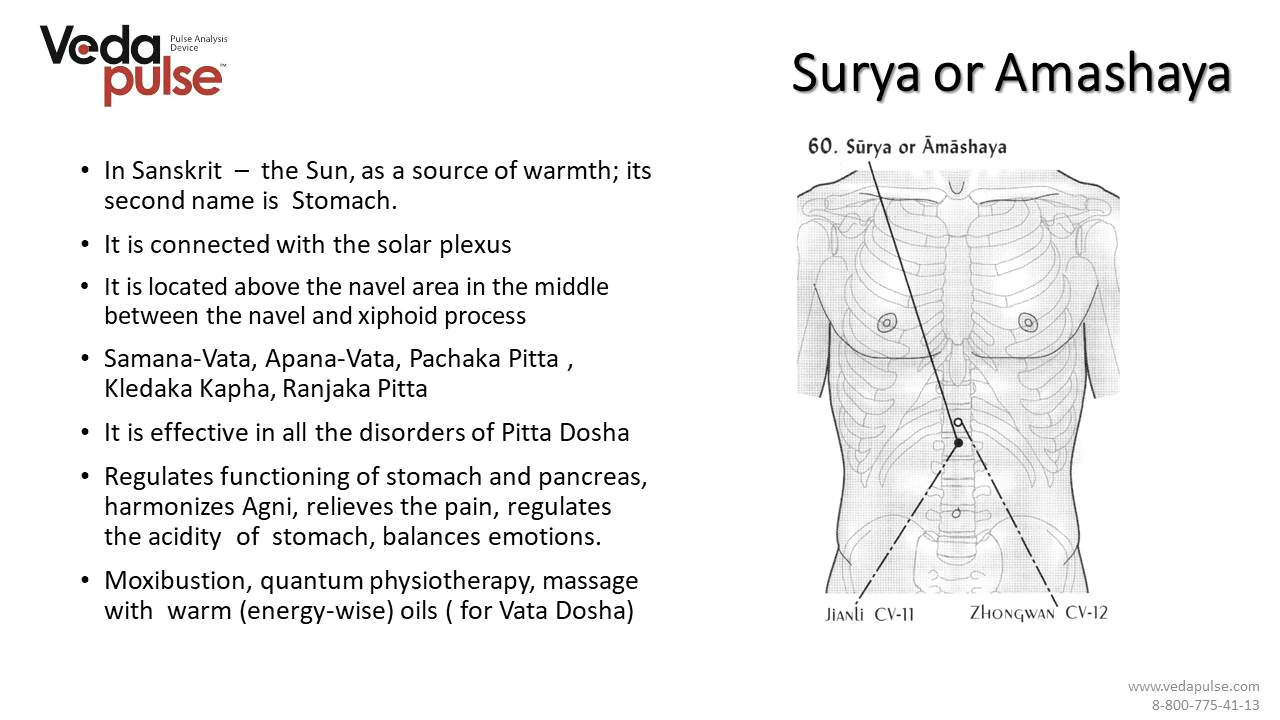 Veda
pulse™
Pulse Analysis
Device
Surya or Amashaya
• In Sanskrit – the Sun, as a source of warmth; its
second name is Stomach.
• It is connected with the solar plexus
• It is located above the navel area in the middle
between the navel and xiphoid process
• Samana-Vata, Apana-Vata, Pachaka Pitta ,
Kledaka Kapha, Ranjaka Pitta
• It is effective in all the disorders of Pitta Dosha
• Regulates functioning of stomach and pancreas,
harmonizes Agni, relieves the pain, regulates
the acidity of stomach, balances emotions.
• Moxibustion, quantum physiotherapy, massage
with warm (energy-wise) oils ( for Vata Dosha)
60. Sūrya or Āmāshaya
Jianli CV-11
Zhongwan CV-12
www.vedapulse.com
8-800-775-41-13